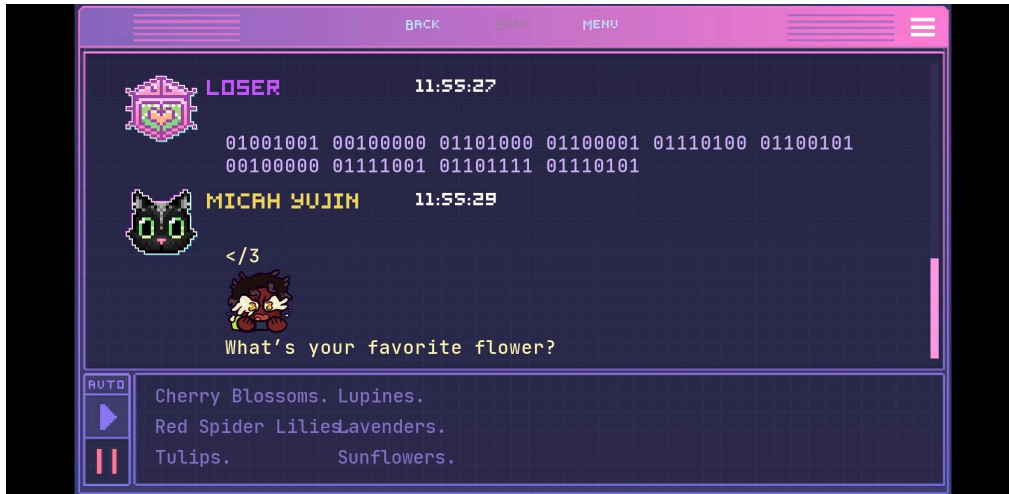 BACK SKIP MENU
LOSER 11:55:27
01001001 00100000 01101000 01100001 01110100 01100101
00100000 01111001 01101111 01110101
MICAH YUJIN 11:55:29
</3
What's your favorite flower?
AUTO
Cherry Blossoms. Lupines.
Red Spider Lilies. Lavenders.
Tulips. Sunflowers.